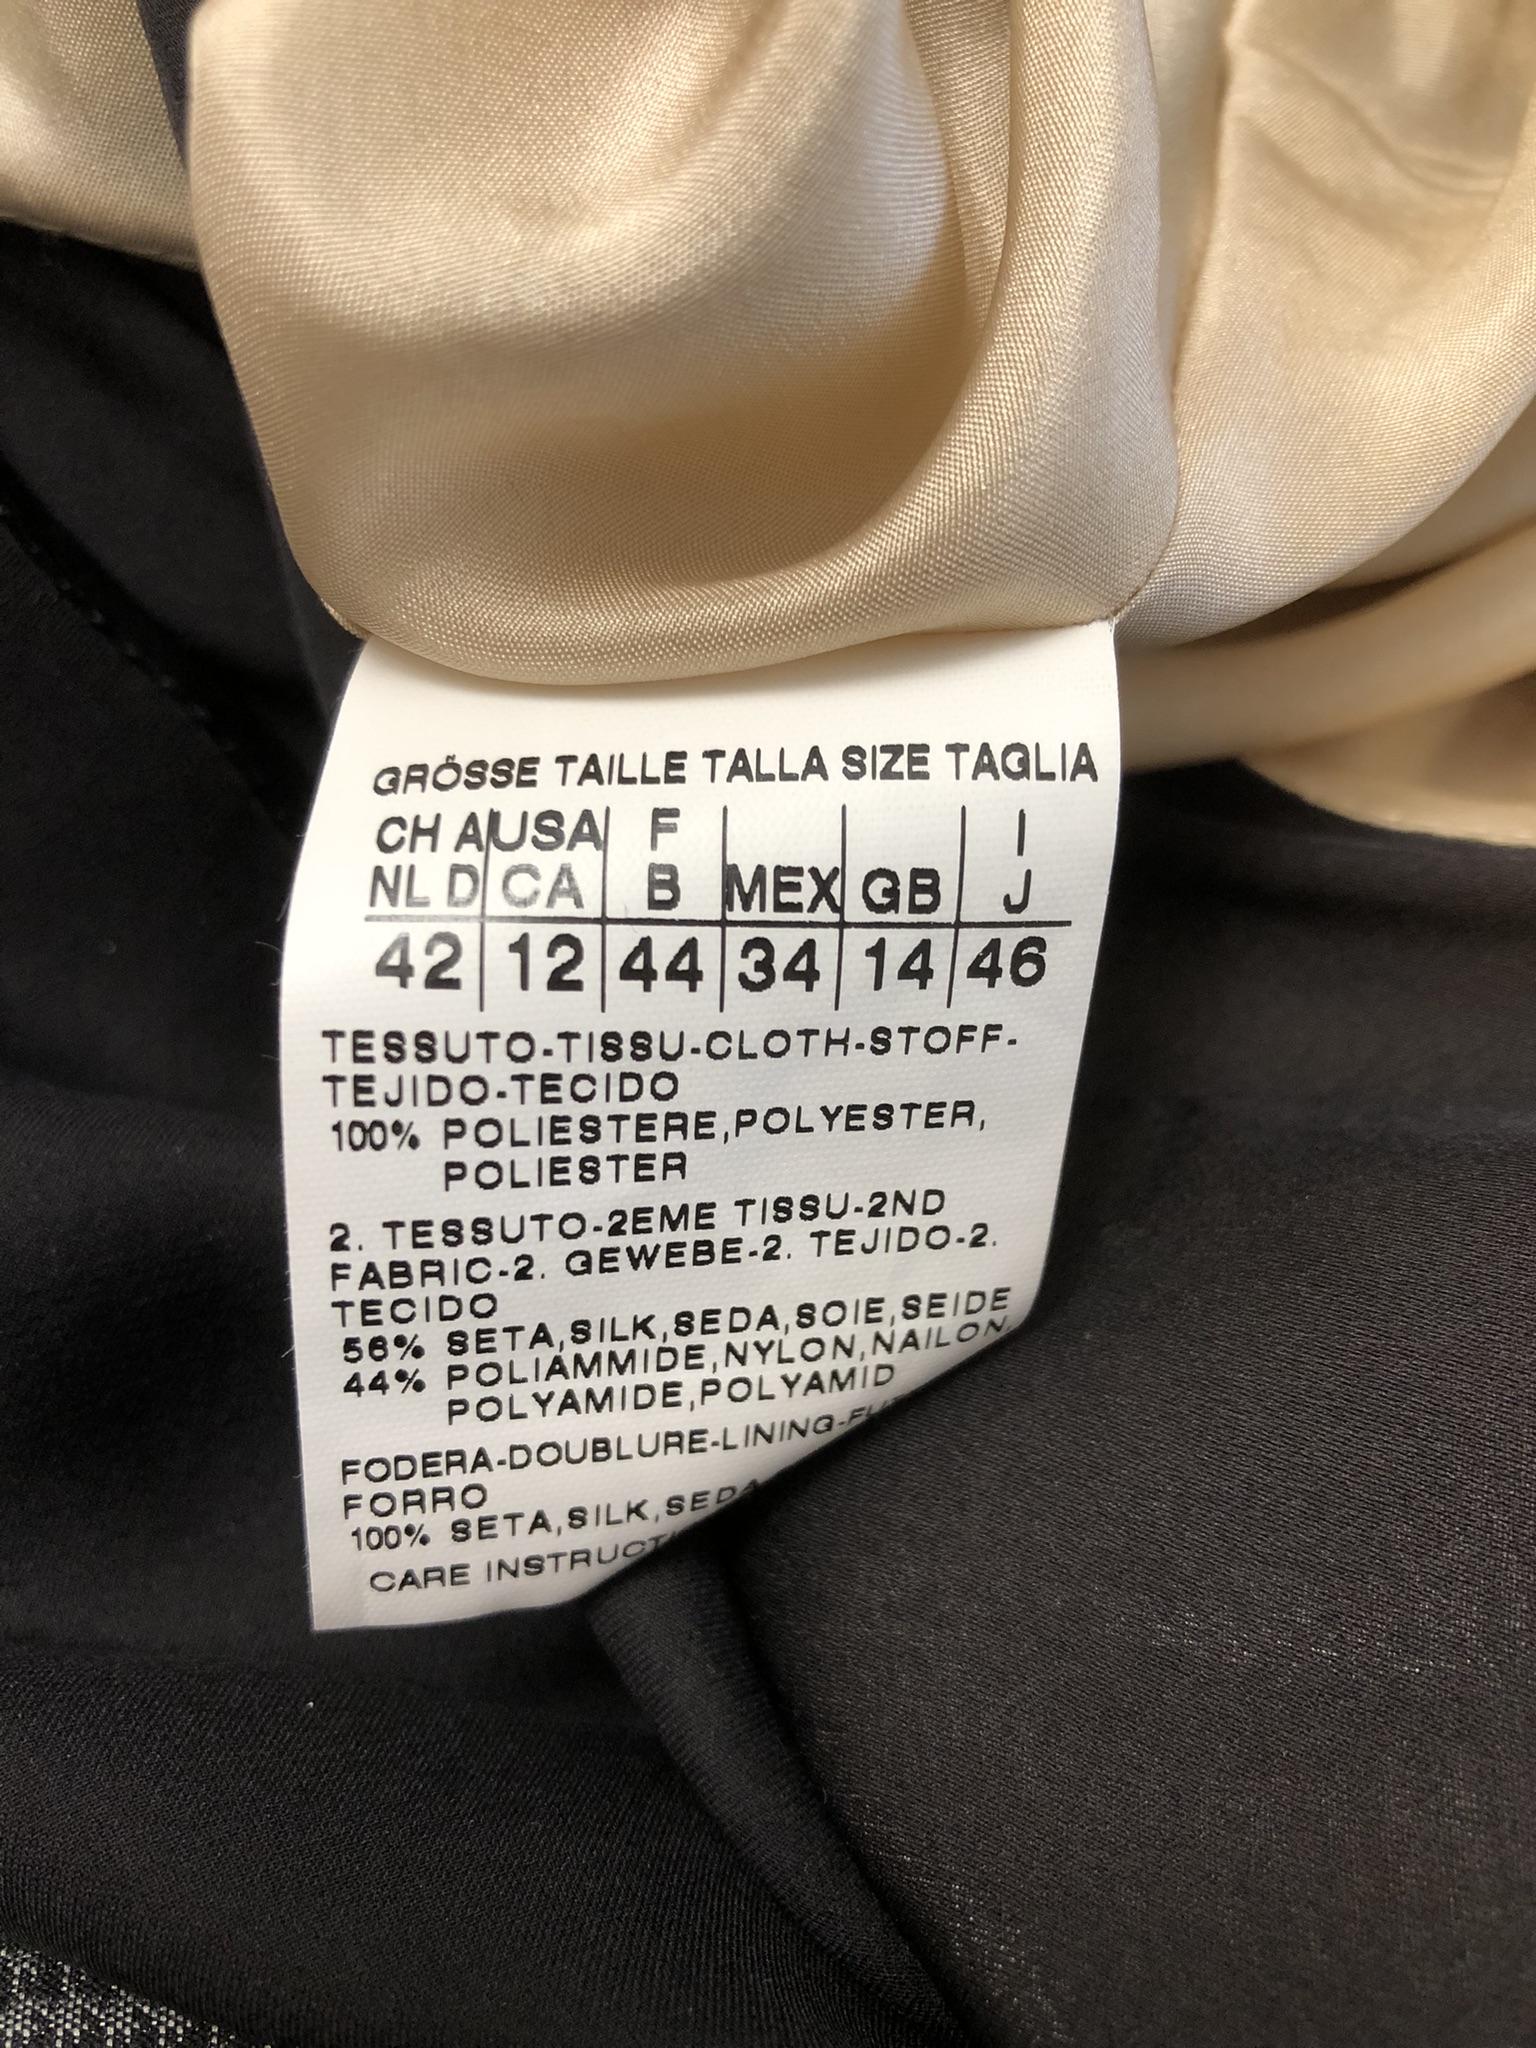 GRÖSSE TAILLE TALLA SIZE TAGLIA
CH A USA F I
NL D CA B MEX GB J
42 12 44 34 14 46
TESSUTO-TISSU-CLOTH-STOFF-
TEJIDO-TECIDO
100% POLIESTERE,POLYESTER,
POLIESTER
2. TESSUTO-2EME TISSU-2ND
FABRIC-2. GEWEBE-2. TEJIDO-2.
TECIDO
56% SETA,SILK,SEDA,SOIE,SEIDE
44% POLIAMMIDE,NYLON,NAILON,
POLYAMIDE,POLYAMID
FODERA-DOUBLURE-LINING-
FORRO
100% SETA,SILK,SEDA
CARE